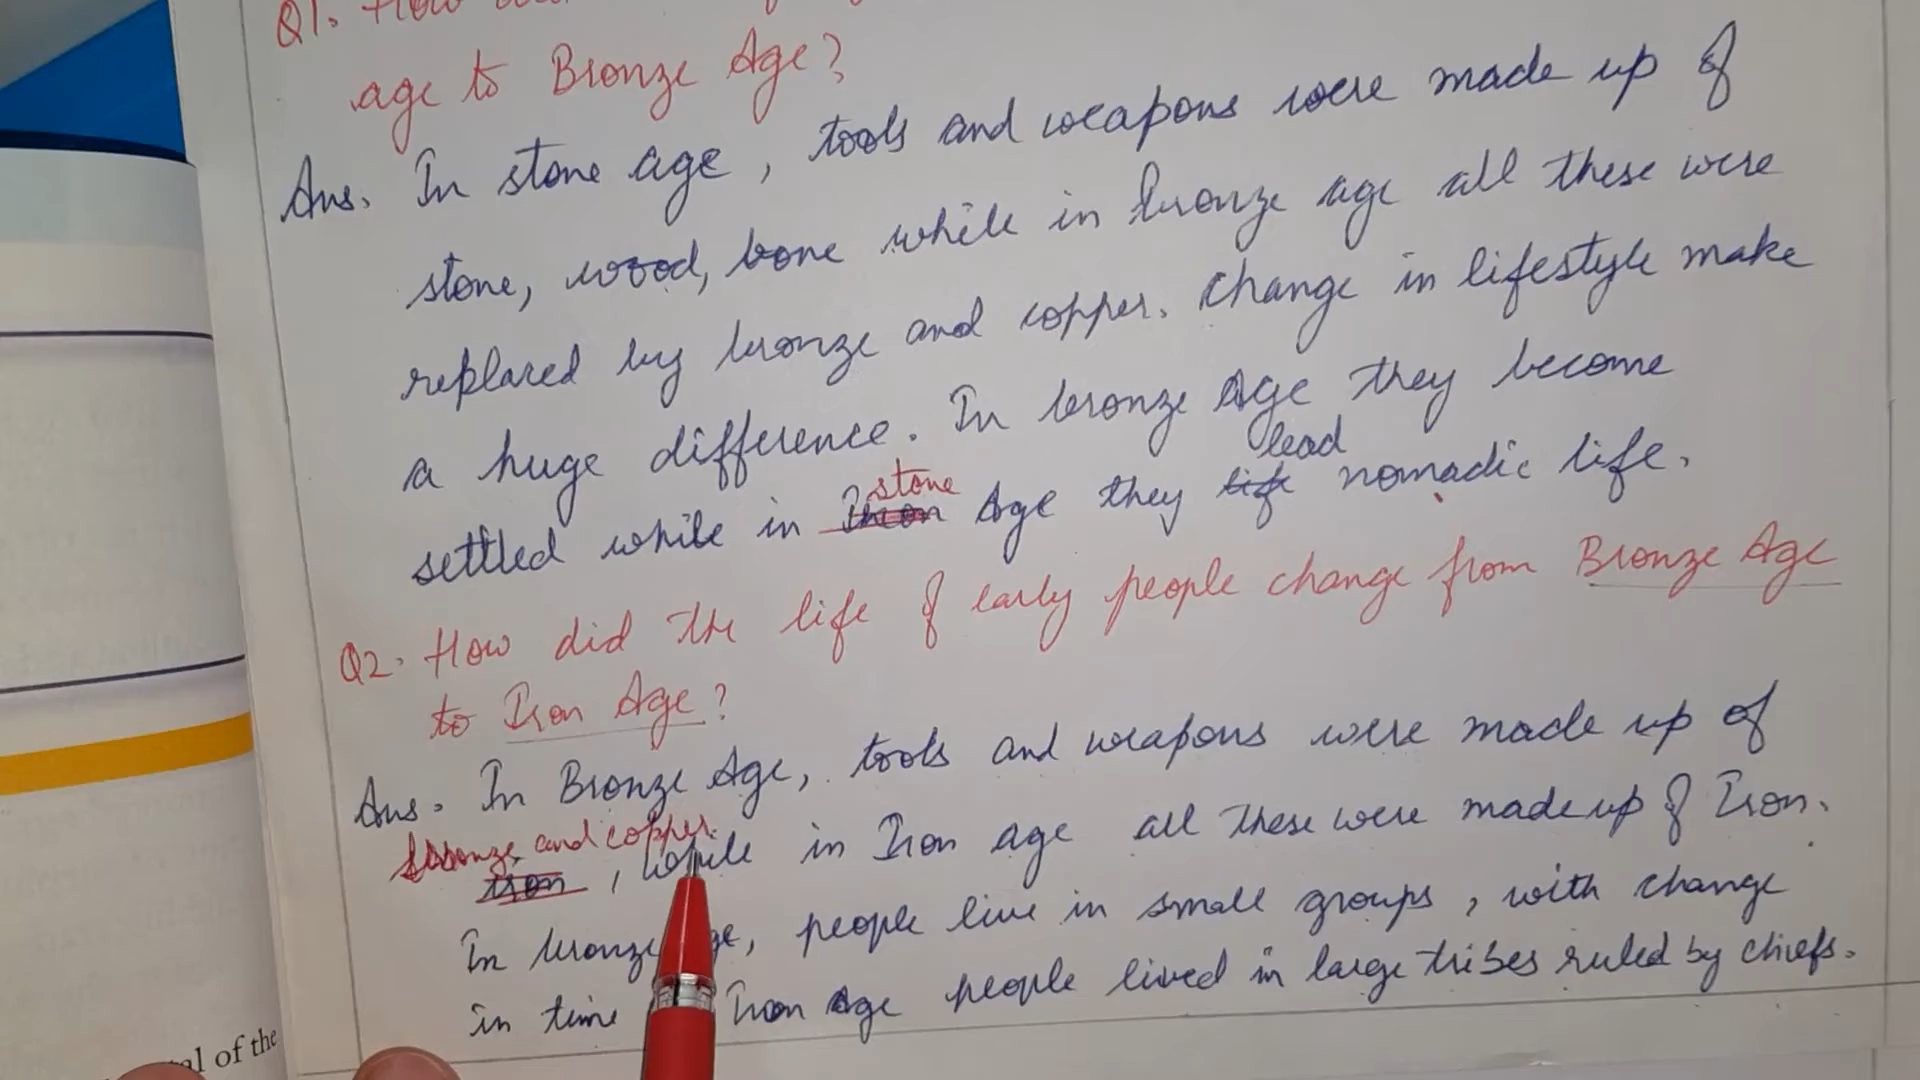 Q1. How
age to Bronze Age?
Ans. In stone age, tools and weapons were made up of
stone, wood, bone while in bronze age all these were
replaced by bronze and copper. Change in lifestyle make
a huge difference. In bronze Age they become
settled while in Iron stone Age they life lead nomadic life.
Q2. How did the life of early people change from Bronze Age
to Iron Age?
Ans. In Bronze Age, tools and weapons were made up of
bronze and copper.
iron, while in Iron age all these were made up of Iron.
In bronze age, people live in small groups, with change
in time Iron Age people lived in large tribes ruled by chiefs.
al of the